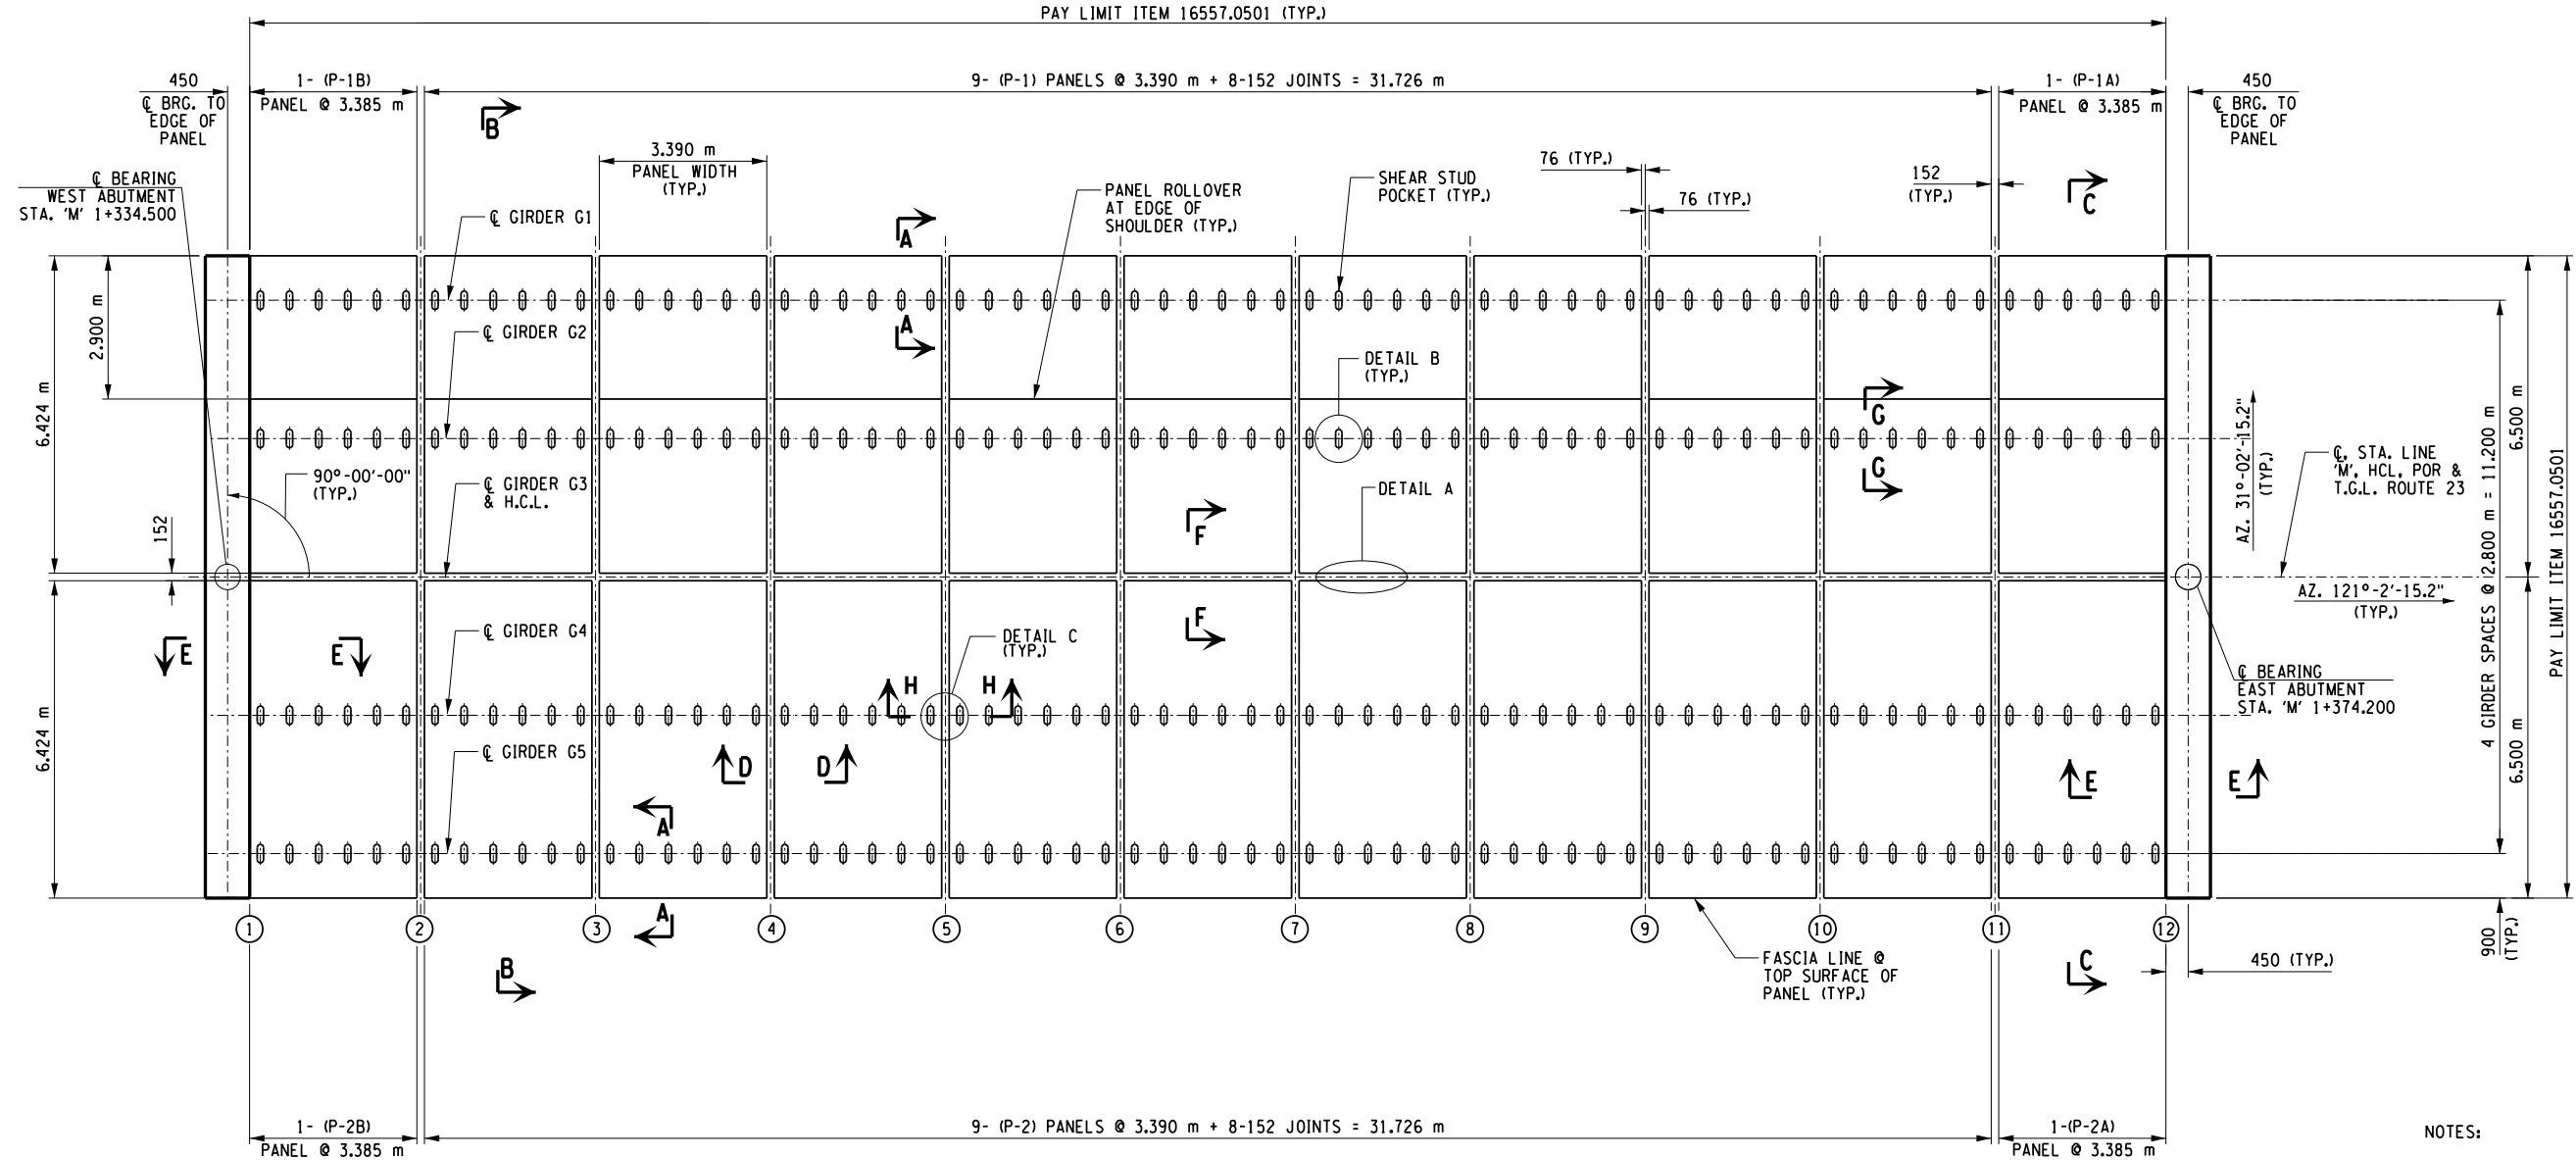 PAY LIMIT ITEM 16557.0501 (TYP.)
450
℄ BRG. TO
EDGE OF
PANEL
1- (P-1B)
PANEL @ 3.385 m
9- (P-1) PANELS @ 3.390 m + 8-152 JOINTS = 31.726 m
1- (P-1A)
PANEL @ 3.385 m
450
℄ BRG. TO
EDGE OF
PANEL
B
℄ BEARING
WEST ABUTMENT
STA. 'M' 1+334.500
3.390 m
PANEL WIDTH
(TYP.)
76 (TYP.)
76 (TYP.)
152
(TYP.)
C
℄ GIRDER G1
PANEL ROLLOVER
AT EDGE OF
SHOULDER (TYP.)
SHEAR STUD
POCKET (TYP.)
A
A
2.900 m
6.424 m
℄ GIRDER G2
DETAIL B
(TYP.)
G
G
90°-00'-00"
(TYP.)
℄ GIRDER G3
& H.C.L.
DETAIL A
F
F
152
AZ. 31°-02'-15.2"
(TYP.)
℄, STA. LINE
'M', HCL, POR &
T.G.L. ROUTE 23
6.500 m
4 GIRDER SPACES @ 2.800 m = 11.200 m
PAY LIMIT ITEM 16557.0501
AZ. 121°-2'-15.2"
(TYP.)
E
E
℄ GIRDER G4
DETAIL C
(TYP.)
H
H
℄ BEARING
EAST ABUTMENT
STA. 'M' 1+374.200
6.424 m
℄ GIRDER G5
D
D
E
E
6.500 m
A
A
1
2
3
4
5
6
7
8
9
10
11
12
B
FASCIA LINE @
TOP SURFACE OF
PANEL (TYP.)
C
450 (TYP.)
900
(TYP.)
1- (P-2B)
PANEL @ 3.385 m
9- (P-2) PANELS @ 3.390 m + 8-152 JOINTS = 31.726 m
1-(P-2A)
PANEL @ 3.385 m
NOTES: